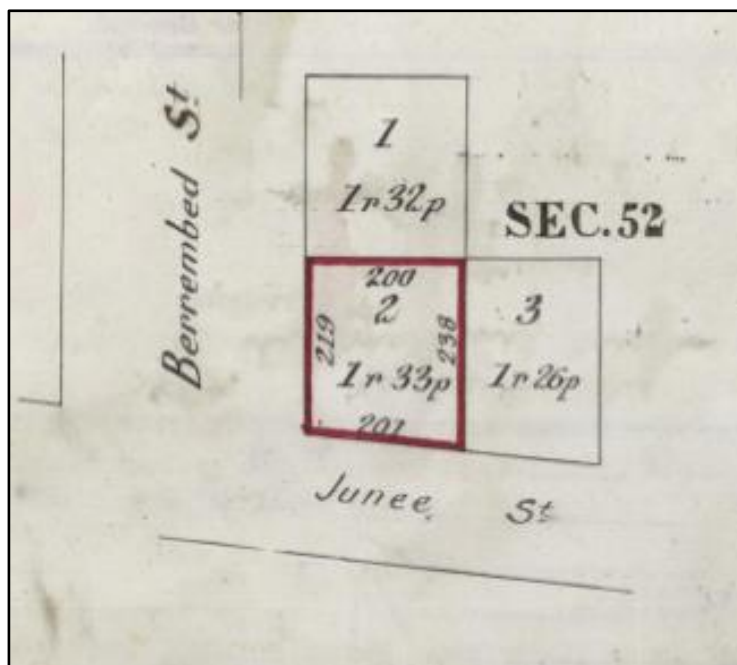 Berrembed St.
1
1r 32p
SEC. 52
200
2
219
238
1r 33p
201
3
1r 26p
Junee St